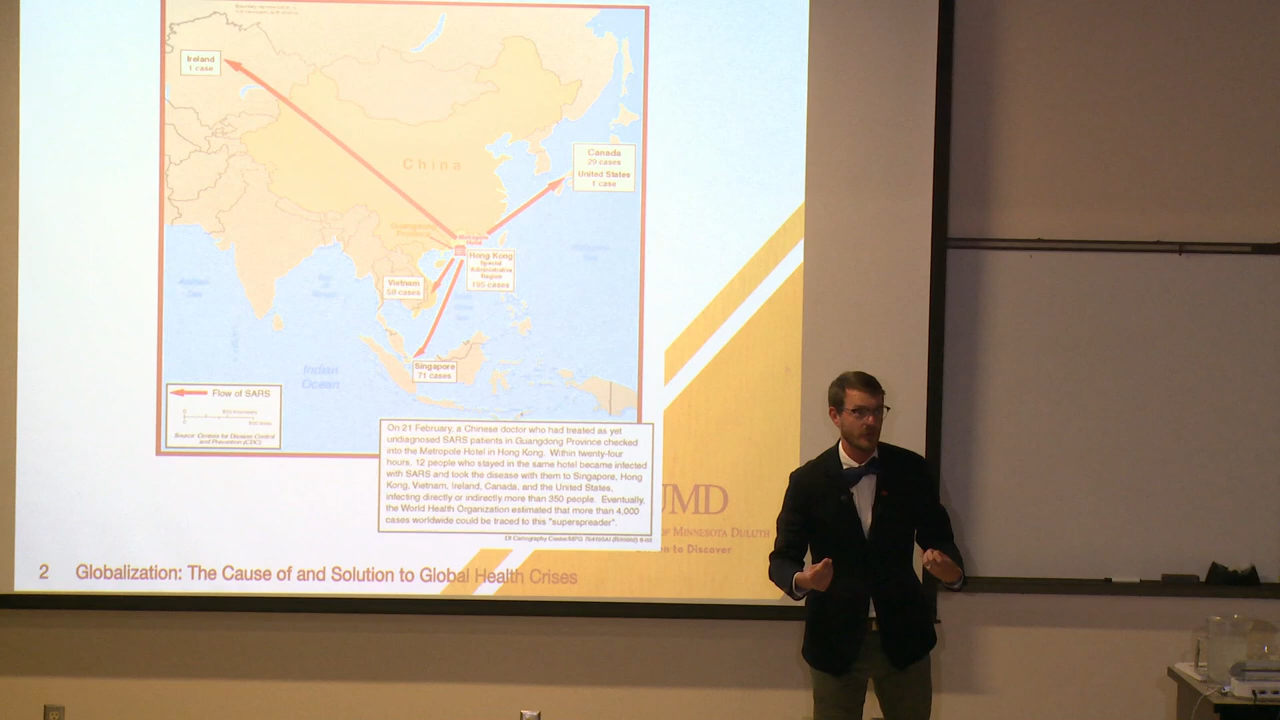 Ireland
1 case
China
Canada
29 cases
United States
1 case
Metropole
Hotel
Hong Kong
Special
Administrative
Region
195 cases
Vietnam
58 cases
Singapore
71 cases
Indian
Ocean
Flow of SARS
Source: Centers for Disease Control
and Prevention (CDC)
On 21 February, a Chinese doctor who had treated as yet
undiagnosed SARS patients in Guangdong Province checked
into the Metropole Hotel in Hong Kong. Within twenty-four
hours, 12 people who stayed in the same hotel became infected
with SARS and took the disease with them to Singapore, Hong
Kong, Vietnam, Ireland, Canada, and the United States,
infecting directly or indirectly more than 350 people. Eventually,
the World Health Organization estimated that more than 4,000
cases worldwide could be traced to this "superspreader".
UMD
OF MINNESOTA DULUTH
to Discover
2 Globalization: The Cause of and Solution to Global Health Crises